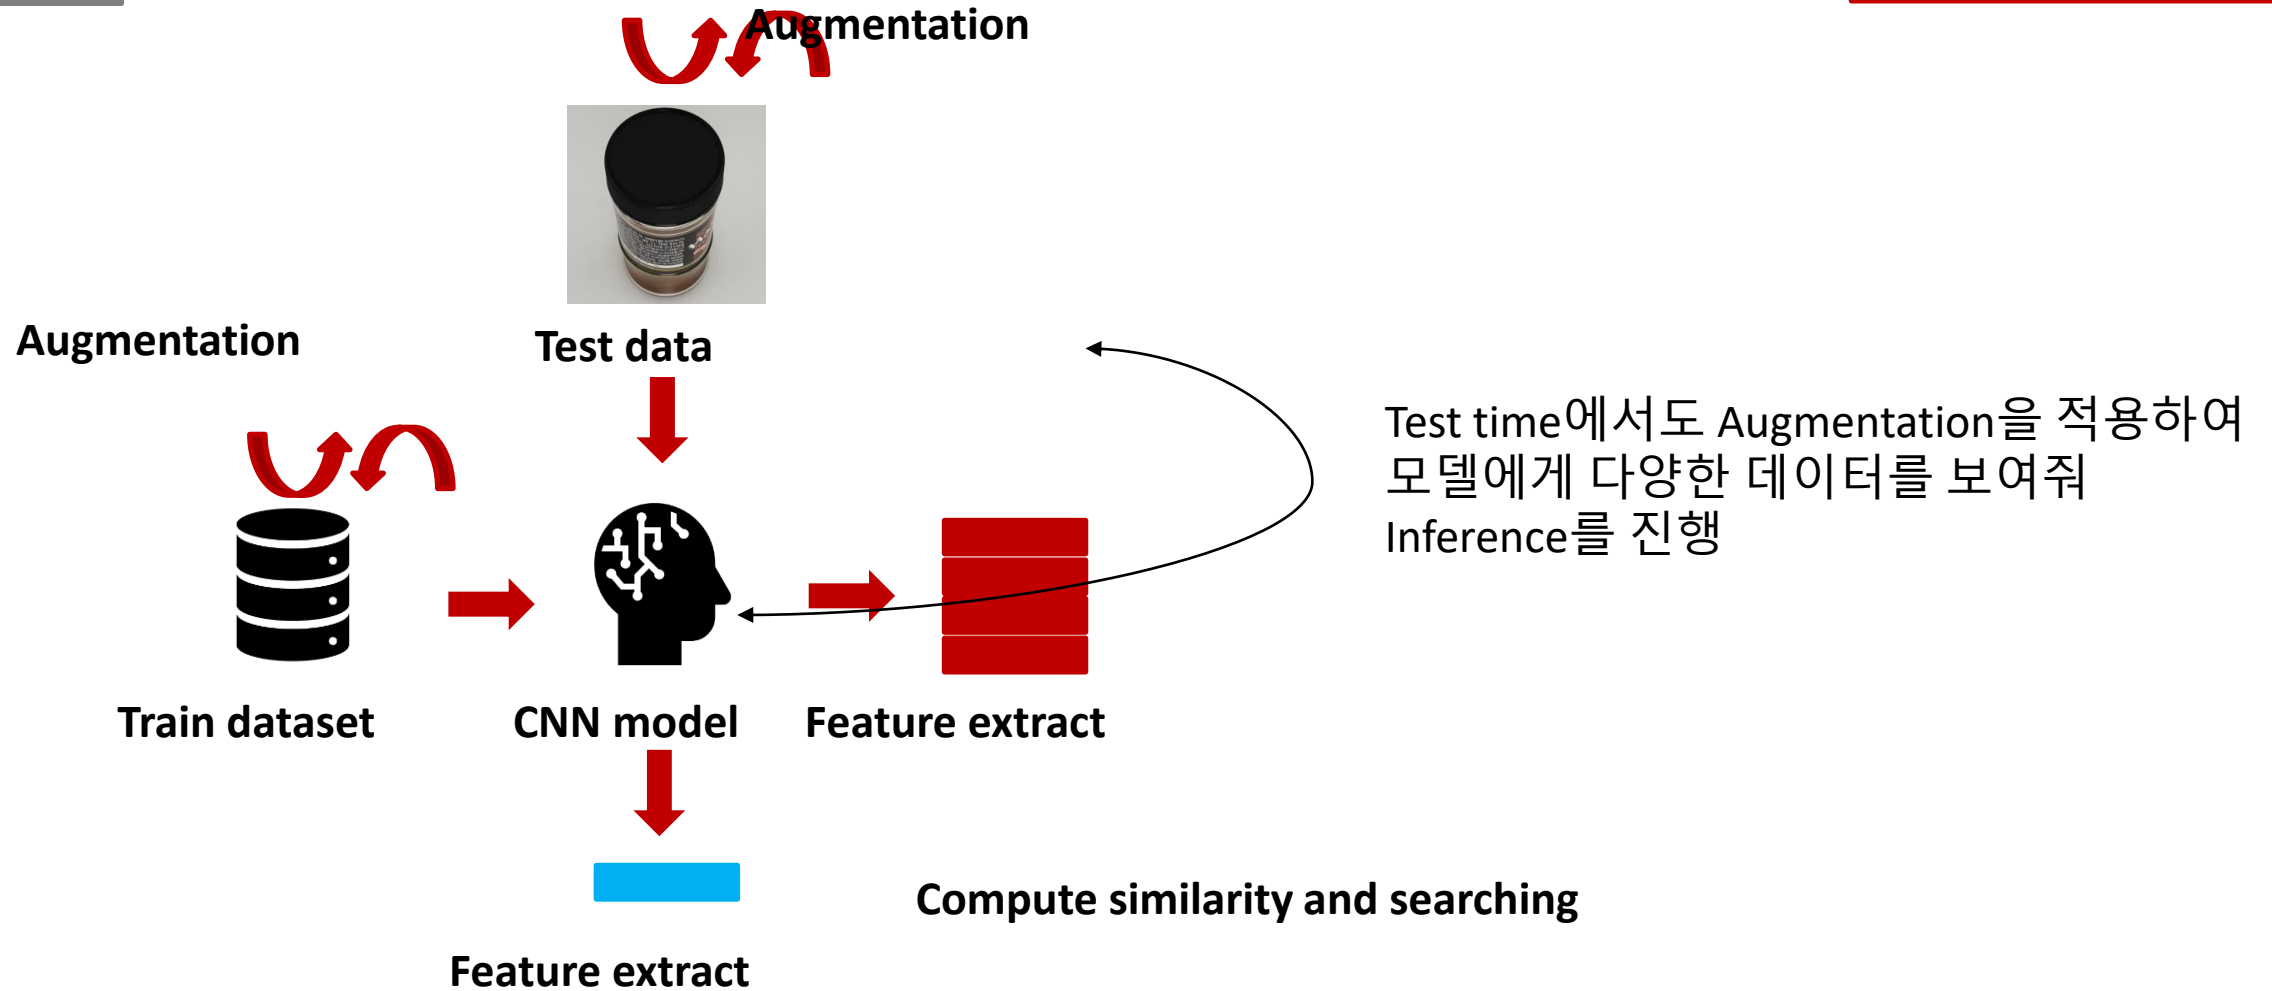 Augmentation
Augmentation
Test data
Test time에서도 Augmentation을 적용하여
모델에게 다양한 데이터를 보여줘
Inference를 진행
Train dataset
CNN model
Feature extract
Compute similarity and searching
Feature extract